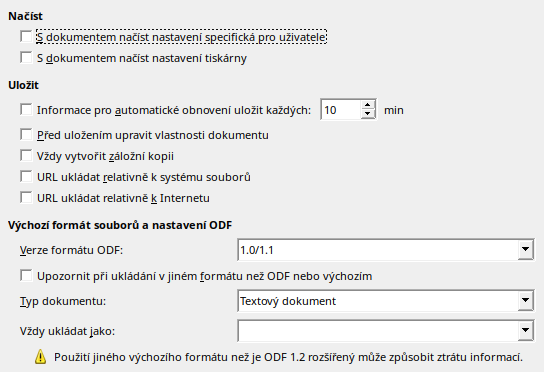 Načíst
S dokumentem načíst nastavení specifická pro uživatele
S dokumentem načíst nastavení tiskárny
Uložit
Informace pro automatické obnovení uložit každých: 10 min
Před uložením upravit vlastnosti dokumentu
Vždy vytvořit záložní kopii
URL ukládat relativně k systému souborů
URL ukládat relativně k Internetu
Výchozí formát souborů a nastavení ODF
Verze formátu ODF: 1.0/1.1
Upozornit při ukládání v jiném formátu než ODF nebo výchozím
Typ dokumentu: Textový dokument
Vždy ukládat jako:
Použití jiného výchozího formátu než je ODF 1.2 rozšířený může způsobit ztrátu informací.